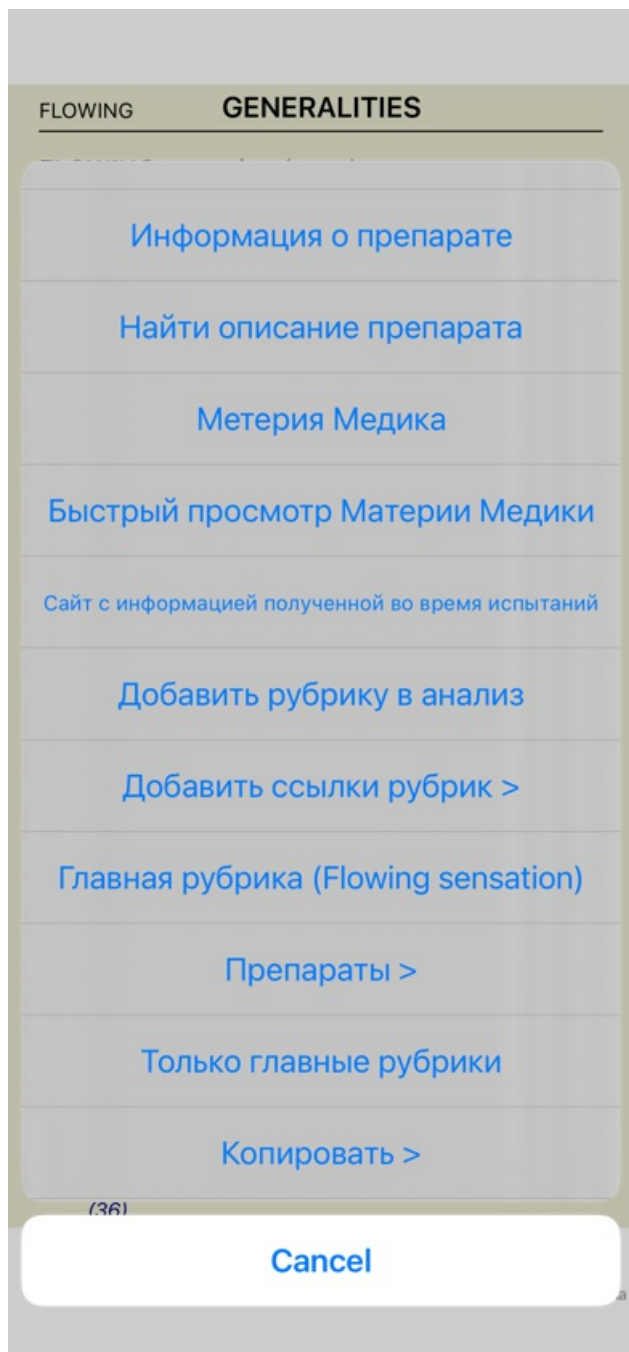 FLOWING GENERALITIES
Информация о препарате
Найти описание препарата
Метерия Медика
Быстрый просмотр Материи Медики
Сайт с информацией полученной во время испытаний
Добавить рубрику в анализ
Добавить ссылки рубрик >
Главная рубрика (Flowing sensation)
Препараты >
Только главные рубрики
Копировать >
(36)
Cancel